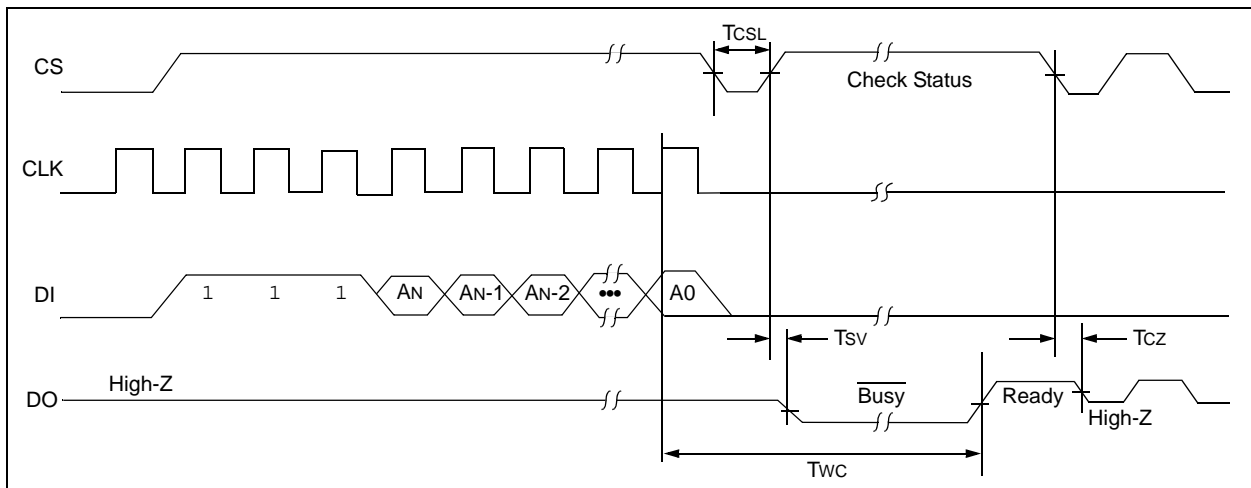 TCSL
CS
Check Status
CLK
DI
1 1 1 AN AN-1 AN-2 ••• A0
TSV
TCZ
High-Z
DO
Busy
Ready
High-Z
TWC